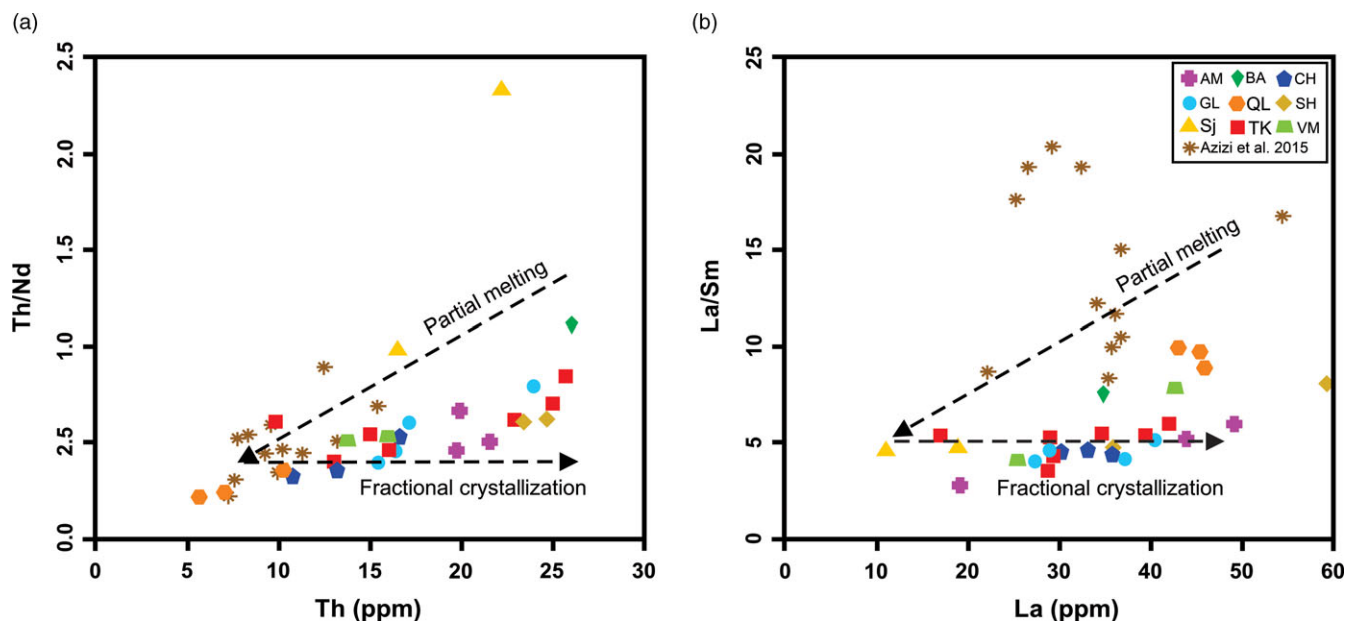 (a)
2.5
2.0
1.5
1.0
2.5
0.0
Th/Nd
Partial melting
Fractional crystallization
0 5 10 15 20 25 30
Th (ppm)
(b)
25
20
15
10
5
0
La/Sm
AM BA CH
GL QL SH
Sj TK VM
Azizi et al. 2015
Partial melting
Fractional crystallization
0 10 20 30 40 50 60
La (ppm)